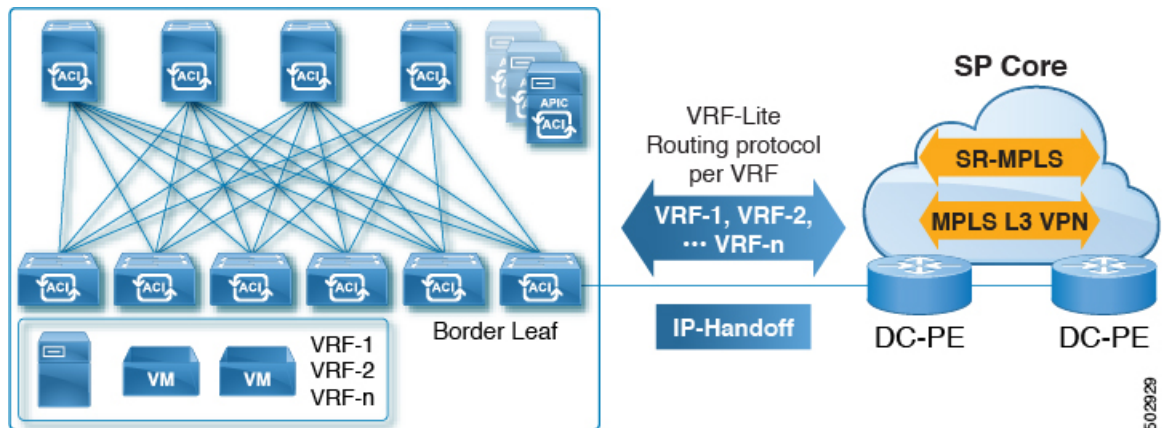 ACI
ACI
ACI
ACI
APIC
ACI
ACI
ACI
ACI
ACI
ACI
ACI
Border Leaf
VM
VM
VRF-1
VRF-2
VRF-n
VRF-Lite
Routing protocol
per VRF
VRF-1, VRF-2,
··· VRF-n
IP-Handoff
SP Core
SR-MPLS
MPLS L3 VPN
DC-PE
DC-PE
502929